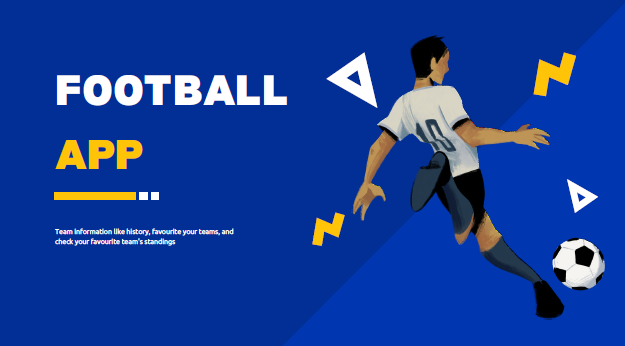 FOOTBALL
APP
Team information like history, favourite your teams, and
check your favourite team's standings
10